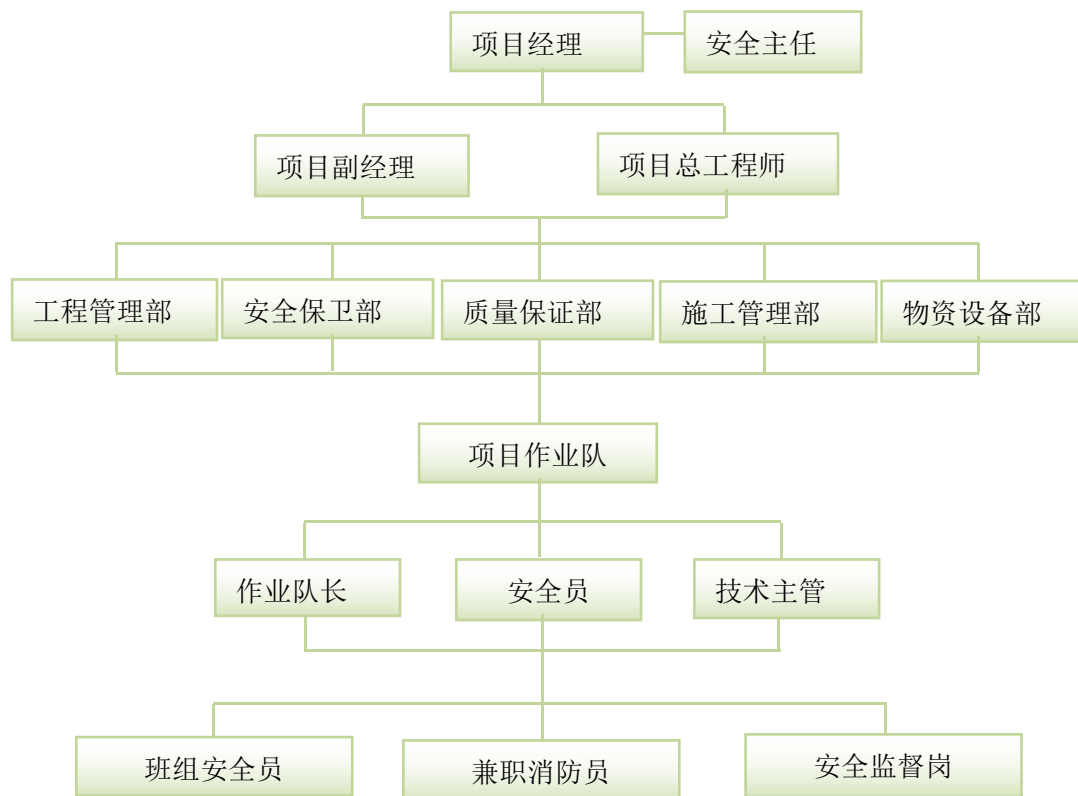 项目经理
安全主任
项目副经理
项目总工程师
工程管理部
安全保卫部
质量保证部
施工管理部
物资设备部
项目作业队
作业队长
安全员
技术主管
班组安全员
兼职消防员
安全监督岗